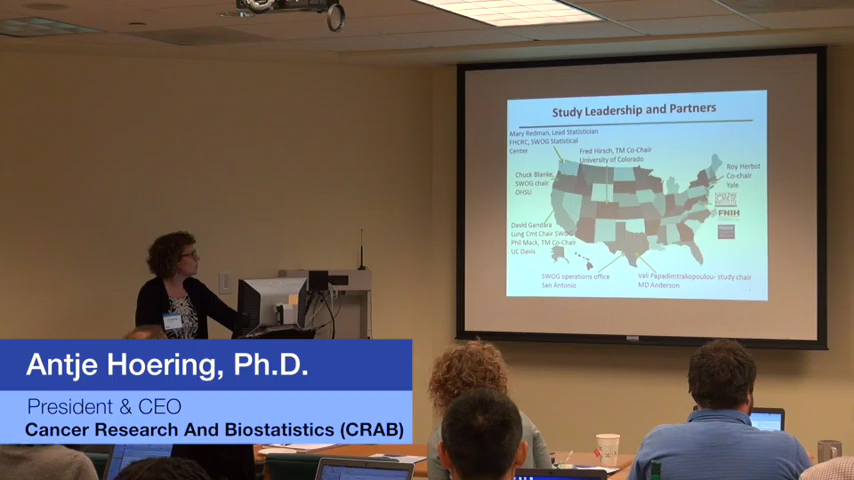 Study Leadership and Partners
Mary Redman, Lead Statistician
FHCRC, SWOG Statistical
Center
Fred Hirsch, TM Co-Chair
University of Colorado
Roy Herbst
Co-chair
Yale
Chuck Blanke,
SWOG chair
OHSU
FNIH
David Gandara
Lung Cmt Chair SWOG
Phil Mack, TM Co-Chair
UC Davis
SWOG operations office
San Antonio
Vali Papadimitrakopoulou- study chair
MD Anderson
Antje Hoering, Ph.D.
President & CEO
Cancer Research And Biostatistics (CRAB)